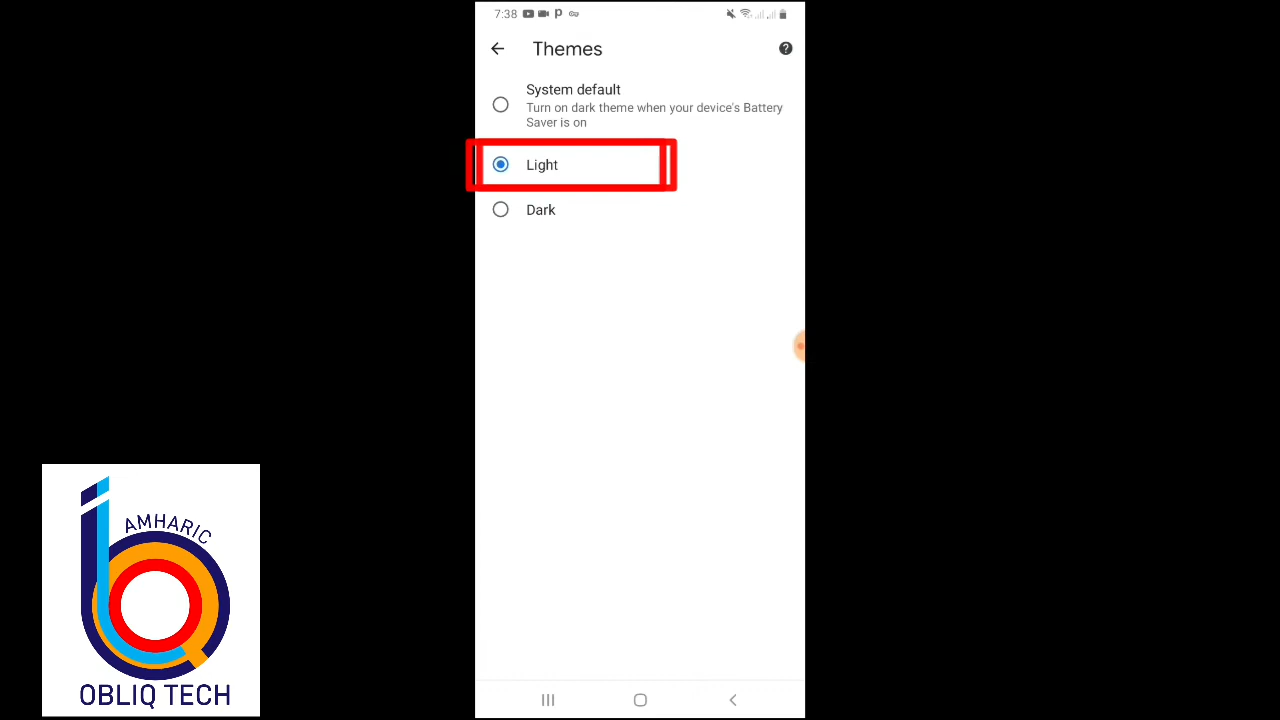 7:38
Themes
System default
Turn on dark theme when your device's Battery
Saver is on
Light
Dark
AMHARIC
OBLIQ TECH